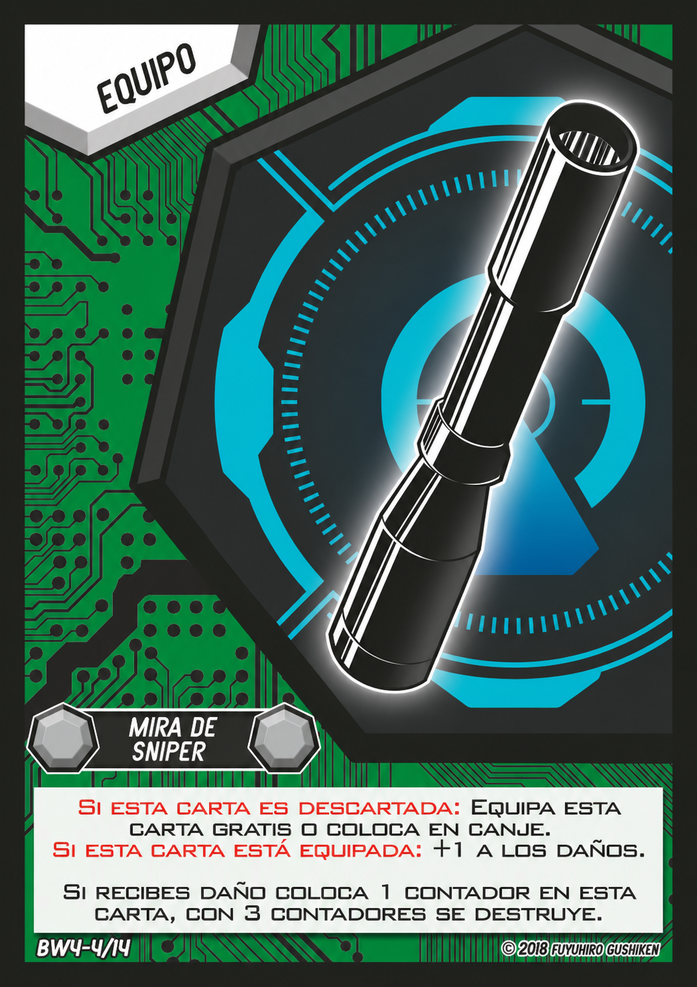 EQUIPO
MIRA DE
SNIPER
SI ESTA CARTA ES DESCARTADA: EQUIPA ESTA
CARTA GRATIS O COLOCA EN CANJE.
SI ESTA CARTA ESTÁ EQUIPADA: +1 A LOS DAÑOS.
SI RECIBES DAÑO COLOCA 1 CONTADOR EN ESTA
CARTA, CON 3 CONTADORES SE DESTRUYE.
BW4-4/14
© 2018 FUYUHIRO GUSHIKEN